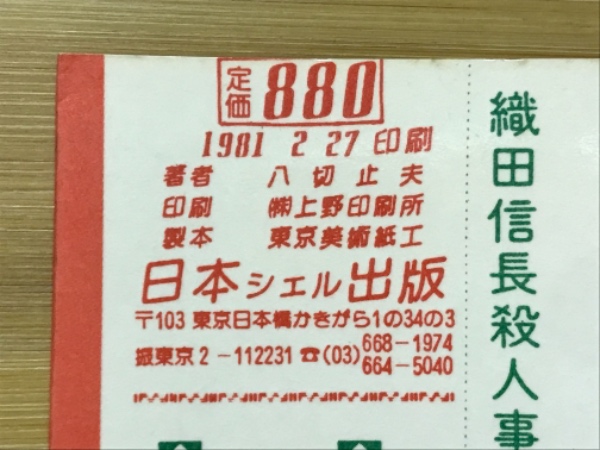 定価 880
1981 2 27 印刷
著者 八切止夫
印刷 ㈱上野印刷所
製本 東京美術紙工
日本シェル出版
〒103 東京日本橋かきがら1の34の3
振東京2-112231 ☎(03) 668-1974
664-5040
織田信長殺人事